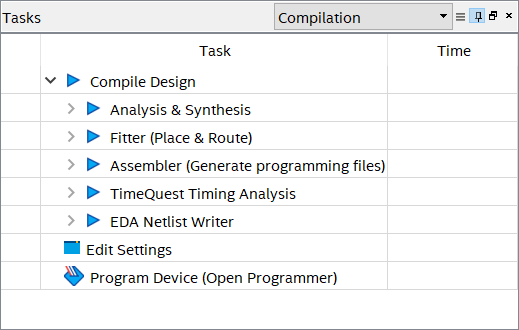 Tasks
Compilation
Task Time
Compile Design
Analysis & Synthesis
Fitter (Place & Route)
Assembler (Generate programming files)
TimeQuest Timing Analysis
EDA Netlist Writer
Edit Settings
Program Device (Open Programmer)